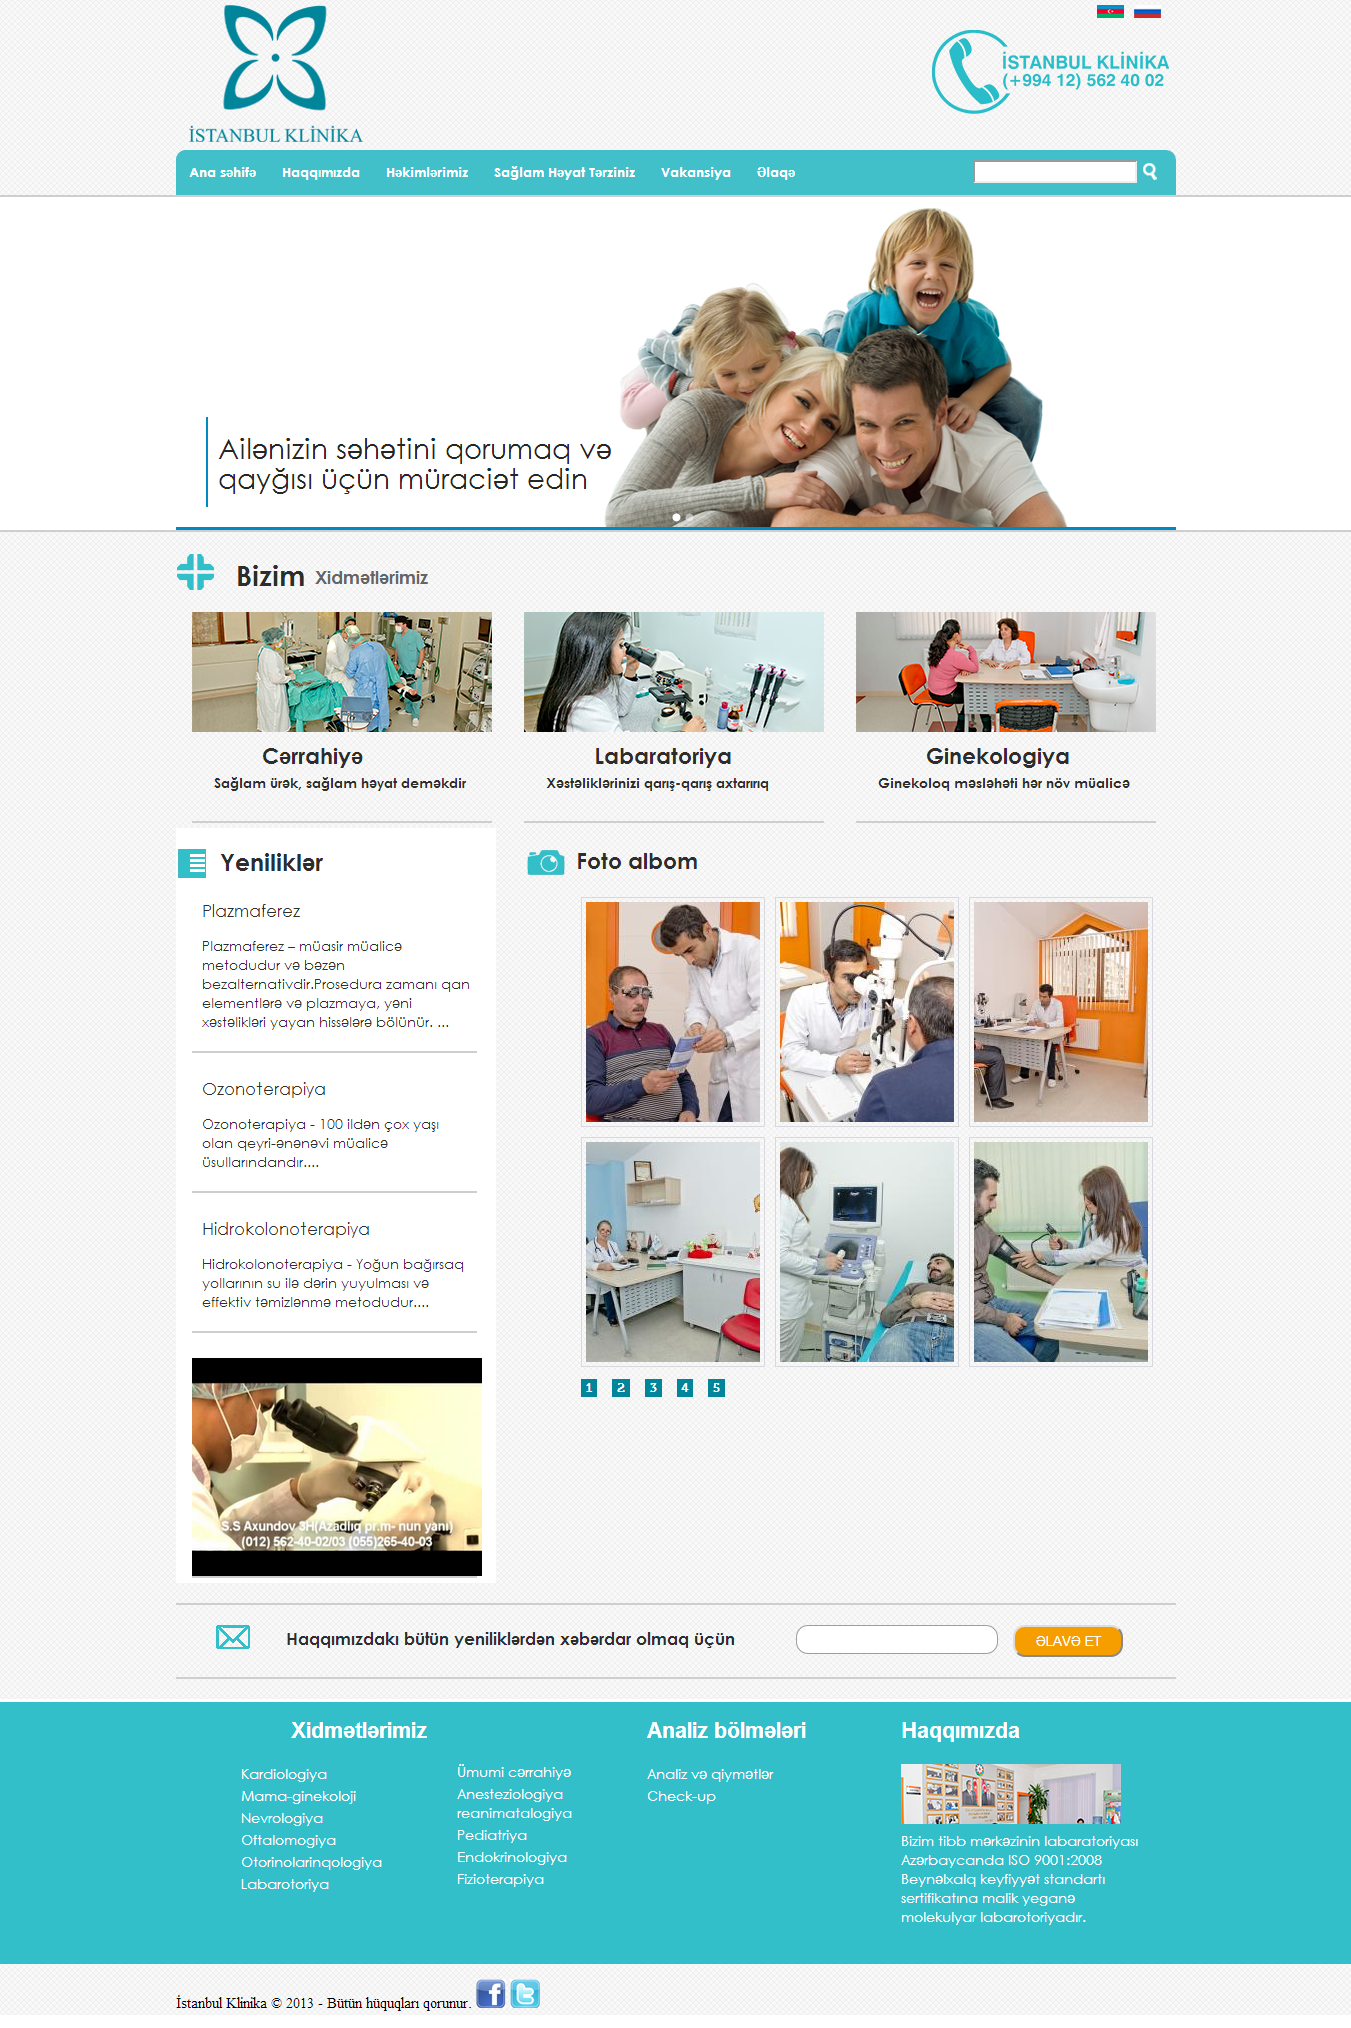 İSTANBUL KLİNİKA
İSTANBUL KLİNİKA
(+994 12) 562 40 02
Ana səhifə
Haqqımızda
Həkimlərimiz
Sağlam Həyat Tərziniz
Vakansiya
Əlaqə
Ailənizin səhətini qorumaq və
qayğısı üçün müraciət edin
Bizim Xidmətlərimiz
Cərrahiyə
Sağlam ürək, sağlam həyat deməkdir
Labaratoriya
Xəstəliklərinizi qarış-qarış axtarırıq
Ginekologiya
Ginekoloq məsləhəti hər növ müalicə
Yeniliklər
Plazmaferez
Plazmaferez – müasir müalicə
metodudur və bəzən
bezalternativdir.Prosedura zamanı qan
elementlərə və plazmaya, yəni
xəstəlikləri yayan hissələrə bölünür. ...
Ozonoterapiya
Ozonoterapiya - 100 ildən çox yaşı
olan qeyri-ənənəvi müalicə
üsullarındandır....
Hidrokolonoterapiya
Hidrokolonoterapiya - Yoğun bağırsaq
yollarının su ilə dərin yuyulması və
effektiv təmizlənmə metodudur....
S.S Axundov 3H(Azadlıq pr.m- nun yanı)
(012) 562-40-02/03 (055)265-40-03
Foto albom
1 2 3 4 5
Haqqımızdakı bütün yeniliklərdən xəbərdar olmaq üçün
ƏLAVƏ ET
Xidmətlərimiz
Kardiologiya
Mama-ginekoloji
Nevrologiya
Oftalomogiya
Otorinolarinqologiya
Labarotoriya
Ümumi cərrahiyə
Anesteziologiya
reanimatalogiya
Pediatriya
Endokrinologiya
Fizioterapiya
Analiz bölmələri
Analiz və qiymətlər
Check-up
Haqqımızda
Bizim tibb mərkəzinin labaratoriyası
Azərbaycanda ISO 9001:2008
Beynəlxalq keyfiyyət standartı
sertifikatına malik yeganə
molekulyar labarotoriyadır.
İstanbul Klinika © 2013 - Bütün hüquqları qorunur.